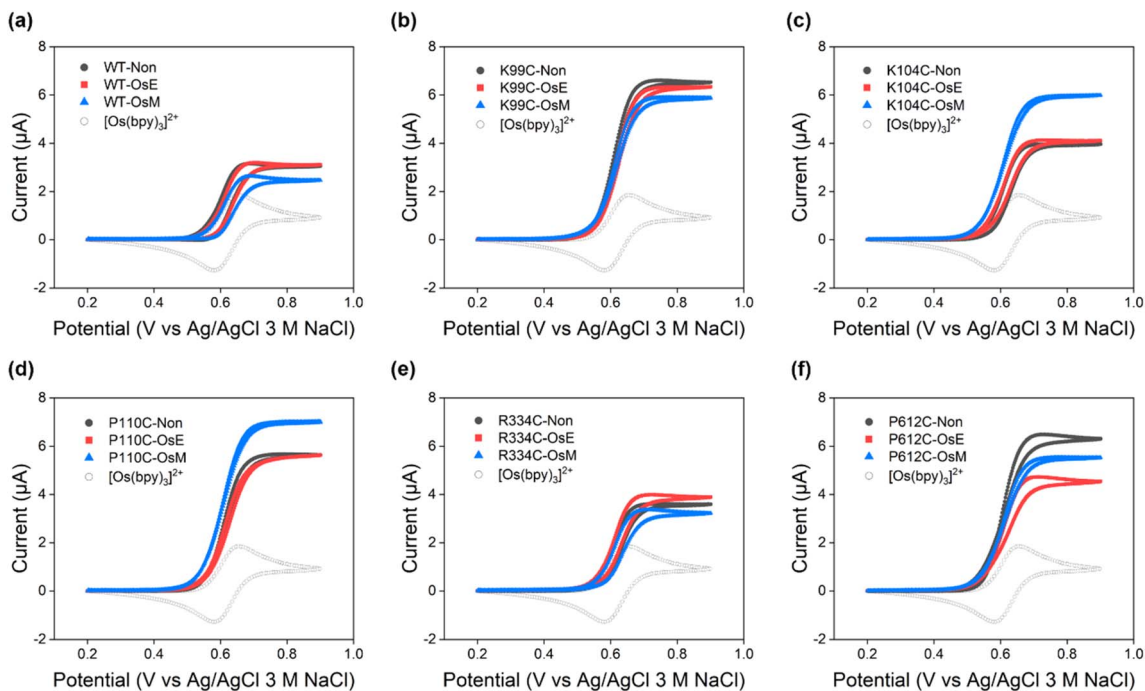 (a)
8
6
4
2
0
-2
Current (µA)
WT-Non
WT-OsE
WT-OsM
[Os(bpy)₃]²⁺
0.2 0.4 0.6 0.8 1.0
Potential (V vs Ag/AgCl 3 M NaCl)
(b)
8
6
4
2
0
-2
Current (µA)
K99C-Non
K99C-OsE
K99C-OsM
[Os(bpy)₃]²⁺
0.2 0.4 0.6 0.8 1.0
Potential (V vs Ag/AgCl 3 M NaCl)
(c)
8
6
4
2
0
-2
Current (µA)
K104C-Non
K104C-OsE
K104C-OsM
[Os(bpy)₃]²⁺
0.2 0.4 0.6 0.8 1.0
Potential (V vs Ag/AgCl 3 M NaCl)
(d)
8
6
4
2
0
-2
Current (µA)
P110C-Non
P110C-OsE
P110C-OsM
[Os(bpy)₃]²⁺
0.2 0.4 0.6 0.8 1.0
Potential (V vs Ag/AgCl 3 M NaCl)
(e)
8
6
4
2
0
-2
Current (µA)
R334C-Non
R334C-OsE
R334C-OsM
[Os(bpy)₃]²⁺
0.2 0.4 0.6 0.8 1.0
Potential (V vs Ag/AgCl 3 M NaCl)
(f)
8
6
4
2
0
-2
Current (µA)
P612C-Non
P612C-OsE
P612C-OsM
[Os(bpy)₃]²⁺
0.2 0.4 0.6 0.8 1.0
Potential (V vs Ag/AgCl 3 M NaCl)